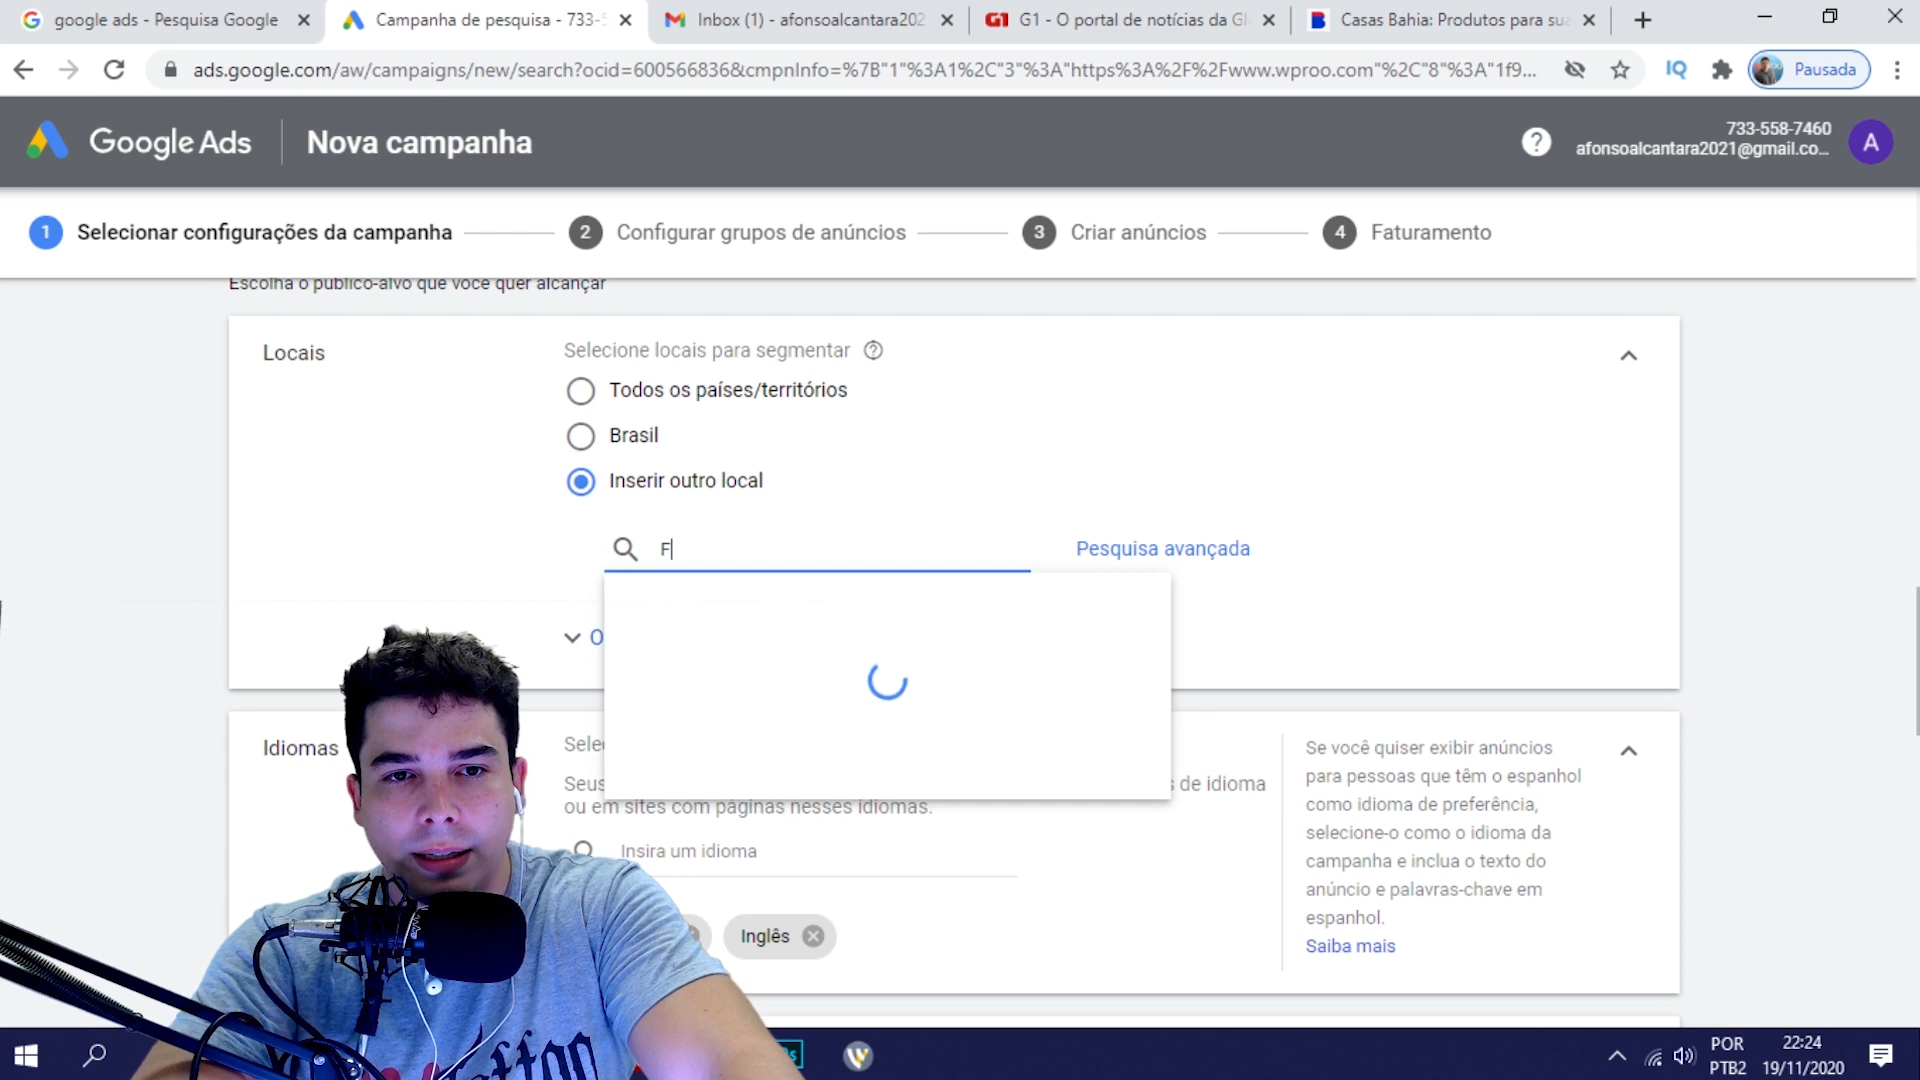 google ads - Pesquisa Google
Campanha de pesquisa - 733-5
Inbox (1) - afonsoalcantara202
G1 - O portal de notícias da Gl
Casas Bahia: Produtos para sua
ads.google.com/aw/campaigns/new/search?ocid=600566836&cmpnInfo=%7B"1"%3A1%2C"3"%3A"https%3A%2F%2Fwww.wproo.com"%2C"8"%3A"1f9...
IQ
Pausada
Google Ads
Nova campanha
733-558-7460
afonsoalcantara2021@gmail.co...
A
1 Selecionar configurações da campanha
2 Configurar grupos de anúncios
3 Criar anúncios
4 Faturamento
Escolha o público-alvo que você quer alcançar
Locais
Selecione locais para segmentar
Todos os países/territórios
Brasil
Inserir outro local
F
Pesquisa avançada
O
Idiomas
Sele
Seus
s de idioma
ou em sites com páginas nesses idiomas.
Insira um idioma
Inglês
Se você quiser exibir anúncios
para pessoas que têm o espanhol
como idioma de preferência,
selecione-o como o idioma da
campanha e inclua o texto do
anúncio e palavras-chave em
espanhol.
Saiba mais
POR
PTB2
22:24
19/11/2020